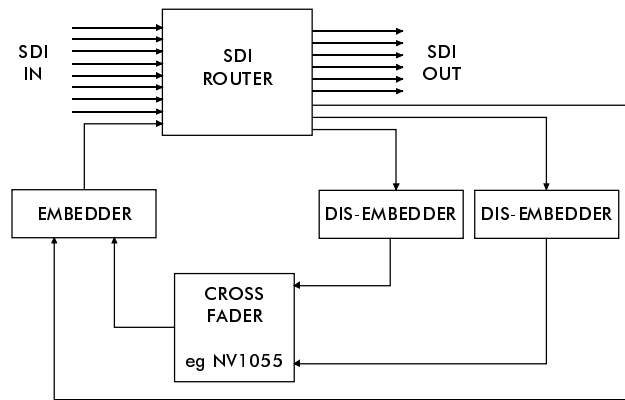 SDI
IN
SDI
ROUTER
SDI
OUT
EMBEDDER
DIS-EMBEDDER
DIS-EMBEDDER
CROSS
FADER
eg NV1055